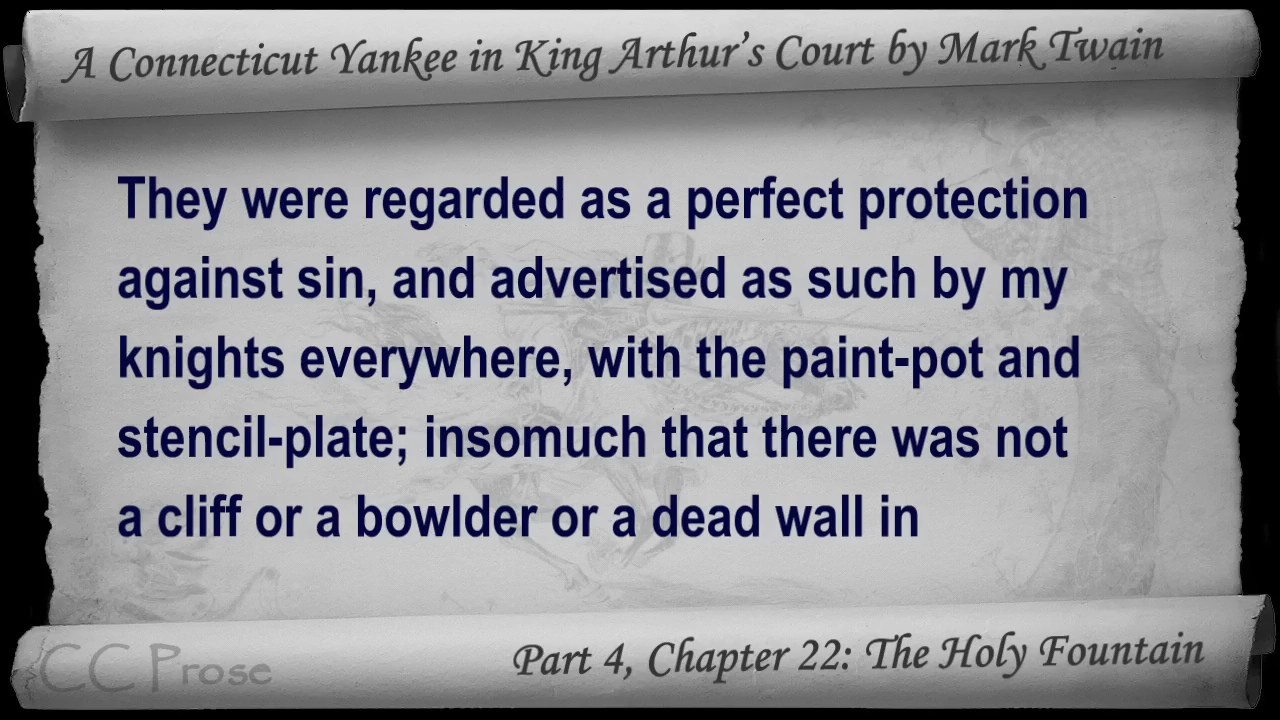 A Connecticut Yankee in King Arthur's Court by Mark Twain
They were regarded as a perfect protection
against sin, and advertised as such by my
knights everywhere, with the paint-pot and
stencil-plate; insomuch that there was not
a cliff or a bowlder or a dead wall in
CC Prose
Part 4, Chapter 22: The Holy Fountain